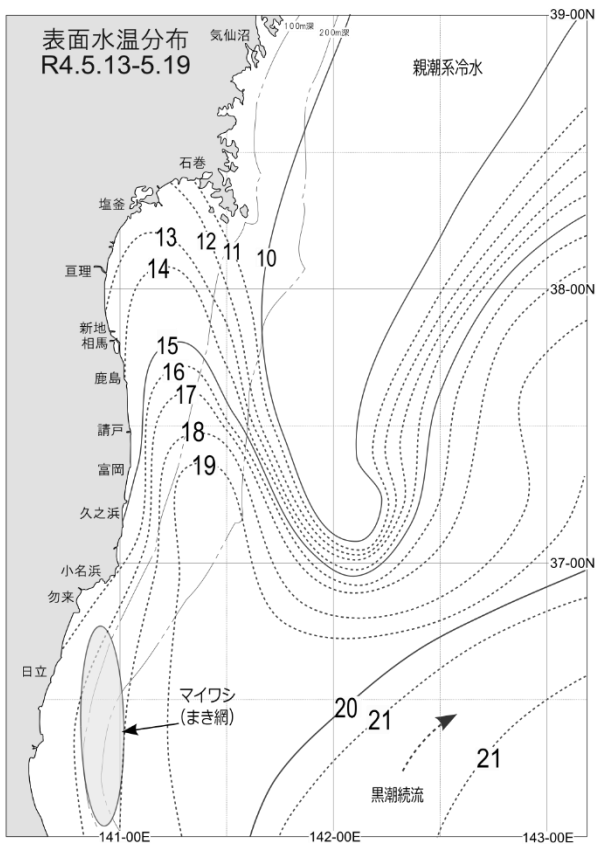 表面水温分布
R4.5.13-5.19
気仙沼
100m深
200m深
39-00N
親潮系冷水
石巻
塩釜
13
12
11
10
亘理
14
38-00N
新地
相馬
15
鹿島
16
17
請戸
18
富岡
19
久之浜
37-00N
小名浜
勿来
日立
マイワシ
(まき網)
20
21
21
黒潮続流
141-00E
142-00E
143-00E